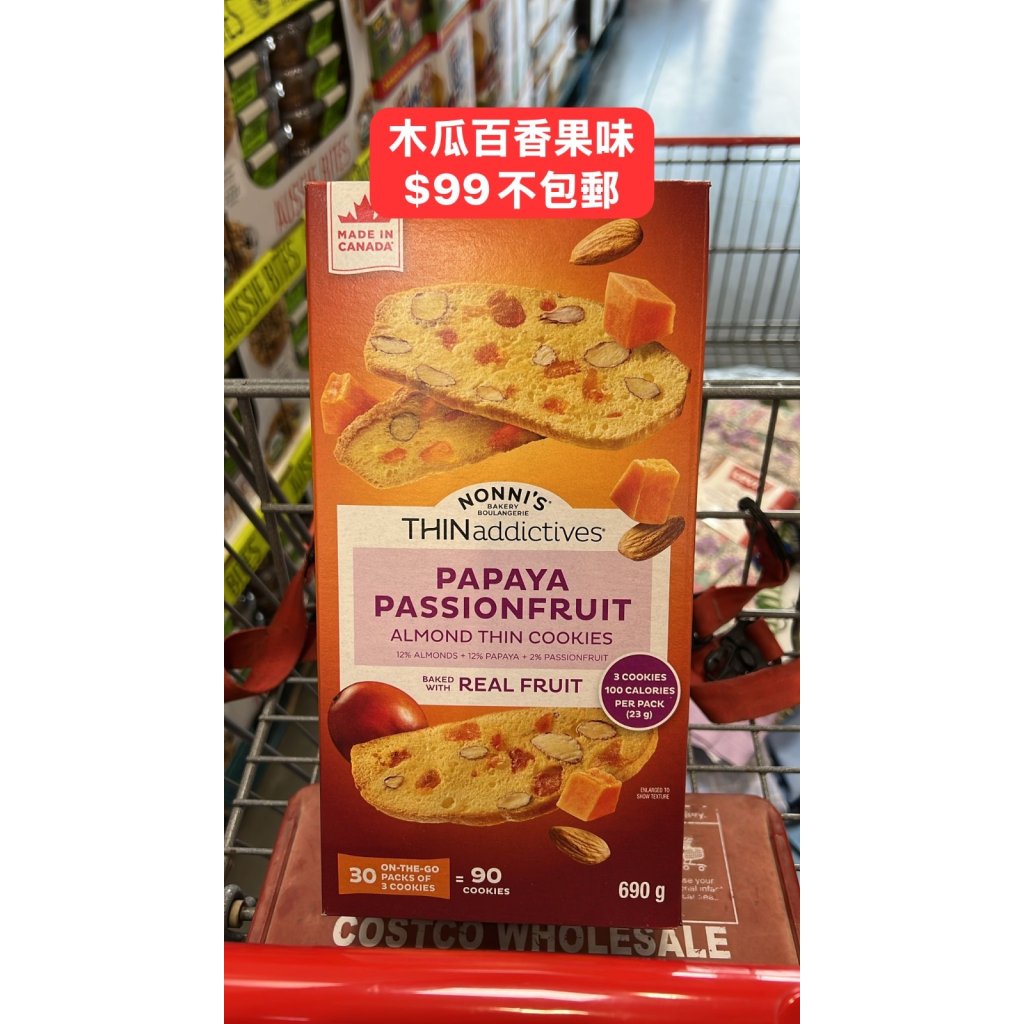 木瓜百香果味
$99不包郵
MADE IN
CANADA
AUSSIE BITES
AUSSIE BITES
NONNI'S®
BAKERY
BOULANGERIE
THINaddictives®
PAPAYA
PASSIONFRUIT
ALMOND THIN COOKIES
12% ALMONDS + 12% PAPAYA + 2% PASSIONFRUIT
BAKED
WITH
REAL FRUIT
3 COOKIES
100 CALORIES
PER PACK
(23 g)
ENLARGED TO
SHOW TEXTURE
30 ON-THE-GO
PACKS OF
3 COOKIES
= 90
COOKIES
690 g
COSTCO WHOLESALE